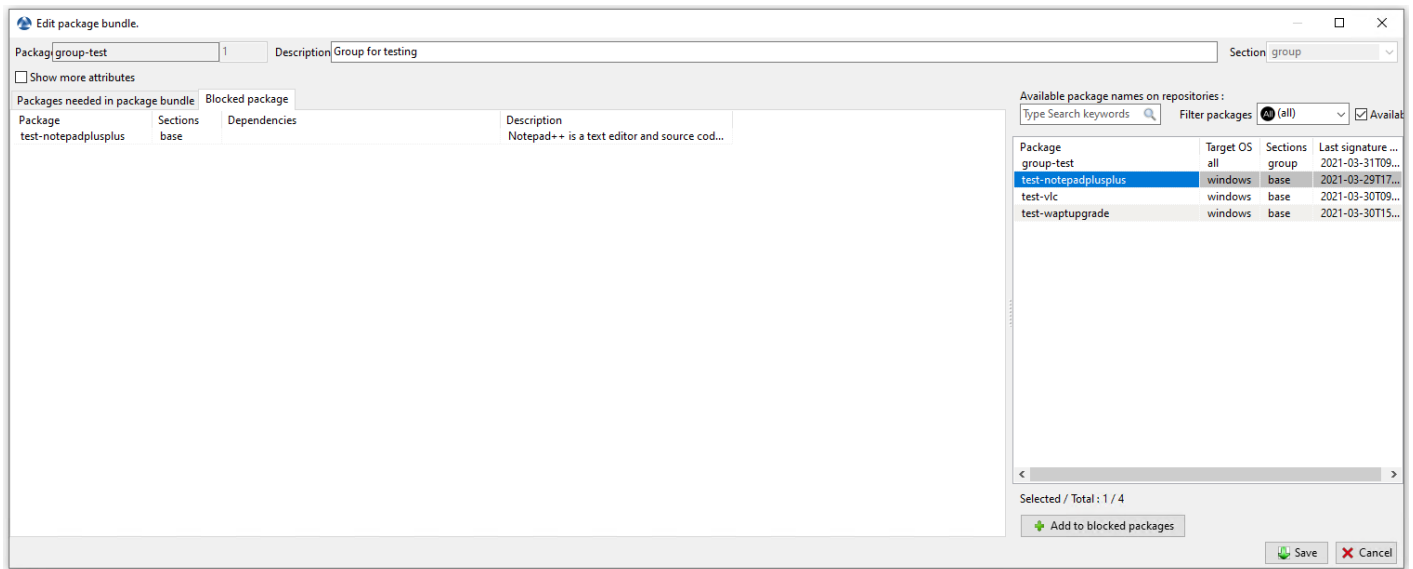 Edit package bundle.
Packag group-test 1 Description Group for testing Section group
Show more attributes
Packages needed in package bundle Blocked package
Package Sections Dependencies Description
test-notepadplusplus base Notepad++ is a text editor and source cod...
Available package names on repositories :
Type Search keywords Filter packages All (all) Availab
Package Target OS Sections Last signature ...
group-test all group 2021-03-31T09...
test-notepadplusplus windows base 2021-03-29T17...
test-vlc windows base 2021-03-30T09...
test-waptupgrade windows base 2021-03-30T15...
Selected / Total : 1 / 4
Add to blocked packages
Save Cancel